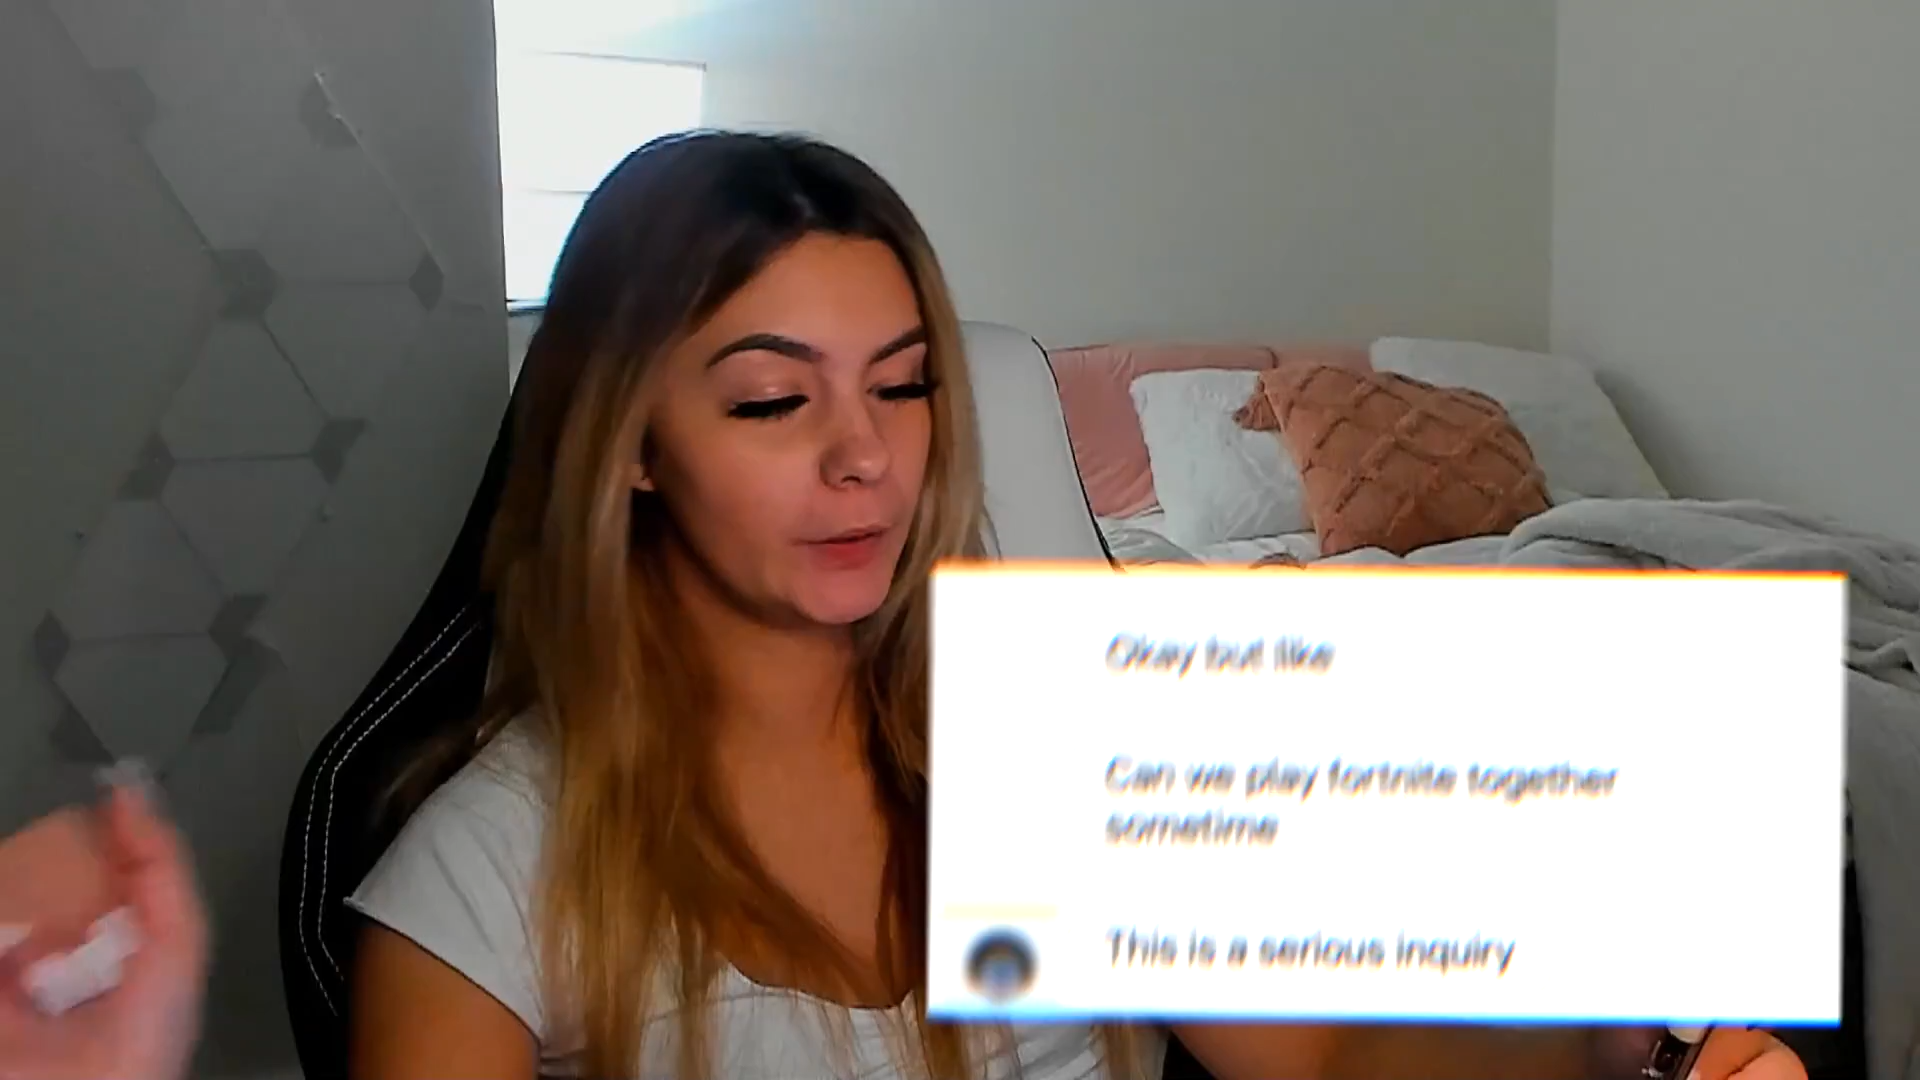 Okay but like
Can we play fortnite together
sometime
This is a serious inquiry